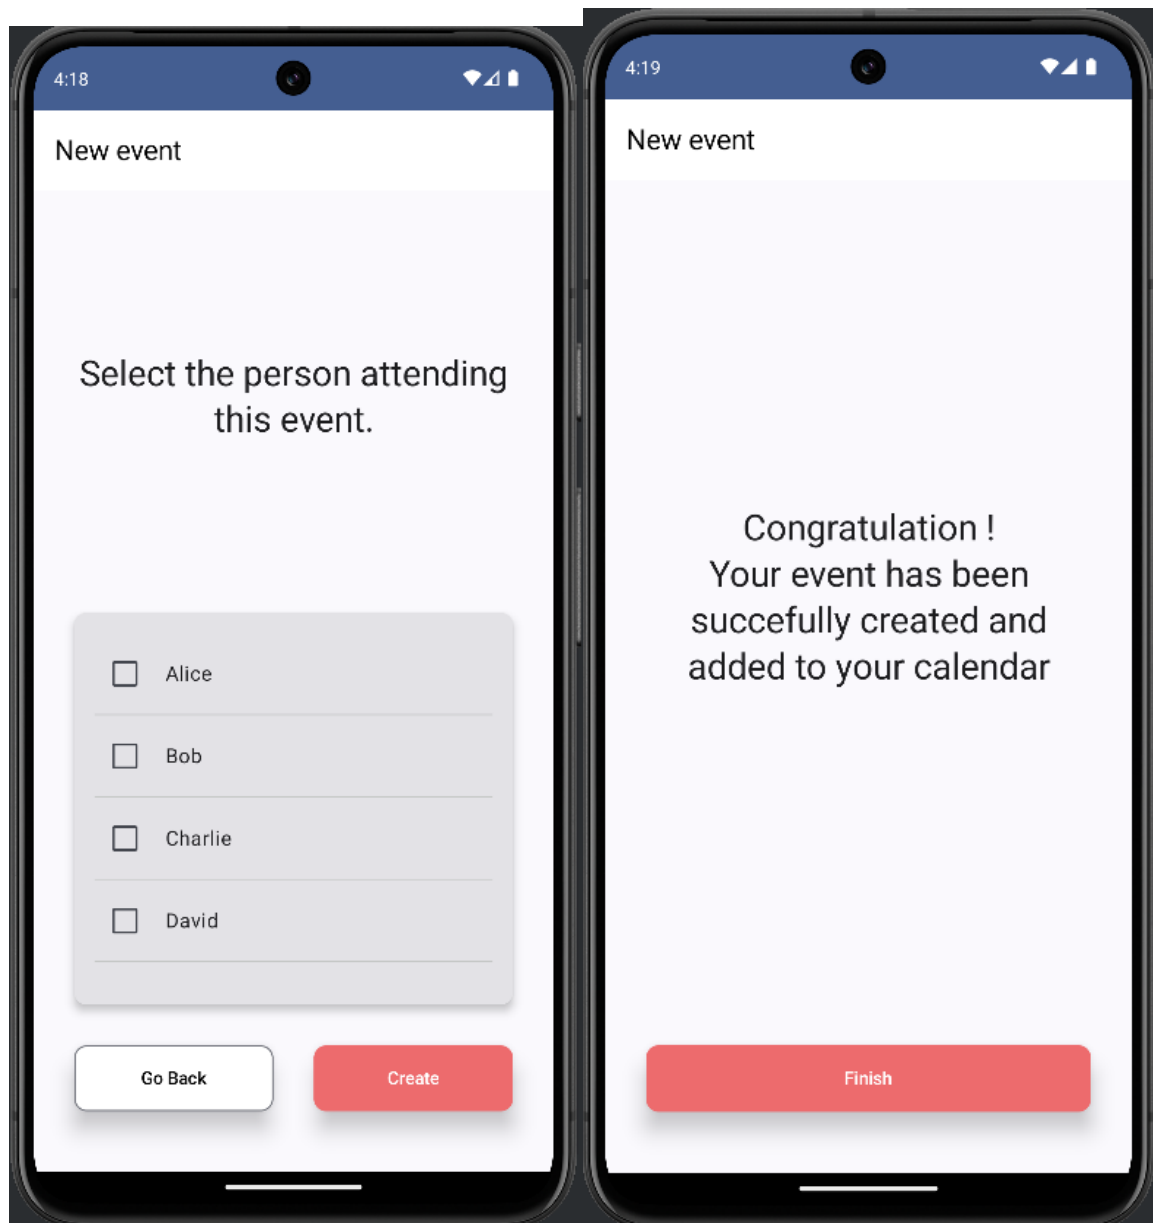 4:18
New event
Select the person attending
this event.
Alice
Bob
Charlie
David
Go Back
Create
4:19
New event
Congratulation !
Your event has been
succefully created and
added to your calendar
Finish